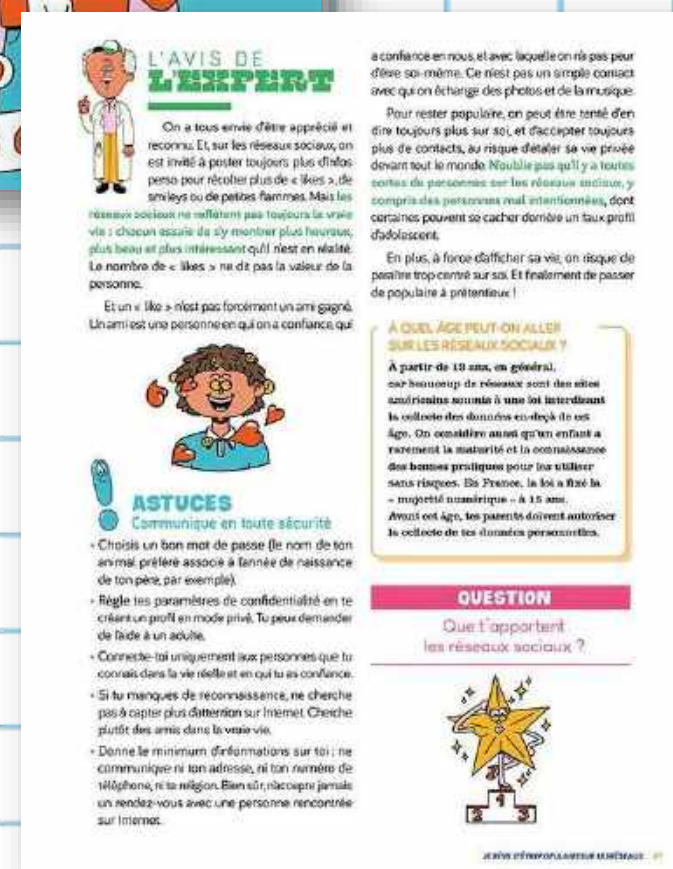 L'AVIS DE
L'EXPERT
On a tous envie d'être apprécié et
reconnu. Et, sur les réseaux sociaux, on
est invité à poster toujours plus d'infos
perso pour récolter plus de « likes », de
smileys ou de petites flammes. Mais les
réseaux sociaux ne reflètent pas toujours la vraie
vie : chacun essaie de s'y montrer plus heureux,
plus beau et plus intéressant qu'il n'est en réalité.
Le nombre de « likes » ne dit pas la valeur de la
personne.
Et un « like » n'est pas forcément un ami gagné.
Un ami est une personne en qui on a confiance, qui
a confiance en nous, et avec laquelle on n'a pas peur
d'être soi-même. Ce n'est pas un simple contact
avec qui on échange des photos et de la musique.
Pour rester populaire, on peut être tenté d'en
dire toujours plus sur soi, et d'accepter toujours
plus de contacts, au risque d'étaler sa vie privée
devant tout le monde. N'oublie pas qu'il y a toutes
sortes de personnes sur les réseaux sociaux, y
compris des personnes mal intentionnées, dont
certaines peuvent se cacher derrière un faux profil
d'adolescent.
En plus, à force d'afficher sa vie, on risque de
paraître trop centré sur soi. Et finalement de passer
de populaire à prétentieux !
ASTUCES
Communique en toute sécurité
• Choisis un bon mot de passe (le nom de ton
animal préféré associé à l'année de naissance
de ton père, par exemple).
• Règle tes paramètres de confidentialité en te
créant un profil en mode privé. Tu peux demander
de l'aide à un adulte.
• Connecte-toi uniquement aux personnes que tu
connais dans la vie réelle et en qui tu as confiance.
• Si tu manques de reconnaissance, ne cherche
pas à capter plus d'attention sur Internet. Cherche
plutôt des amis dans la vraie vie.
• Donne le minimum d'informations sur toi : ne
communique ni ton adresse, ni ton numéro de
téléphone, ni ta religion. Bien sûr, n'accepte jamais
un rendez-vous avec une personne rencontrée
sur Internet.
À QUEL ÂGE PEUT-ON ALLER
SUR LES RÉSEAUX SOCIAUX ?
À partir de 13 ans, en général,
car beaucoup de réseaux sont des sites
américains soumis à une loi interdisant
la collecte des données en-deçà de cet
âge. On considère aussi qu'un enfant a
rarement la maturité et la connaissance
des bonnes pratiques pour les utiliser
sans risques. En France, la loi a fixé la
« majorité numérique » à 15 ans.
Avant cet âge, tes parents doivent autoriser
la collecte de tes données personnelles.
QUESTION
Que t'apportent
les réseaux sociaux ?
2 1 3
JE RÊVE D'ÊTRE POPULAIRE SUR LES RÉSEAUX